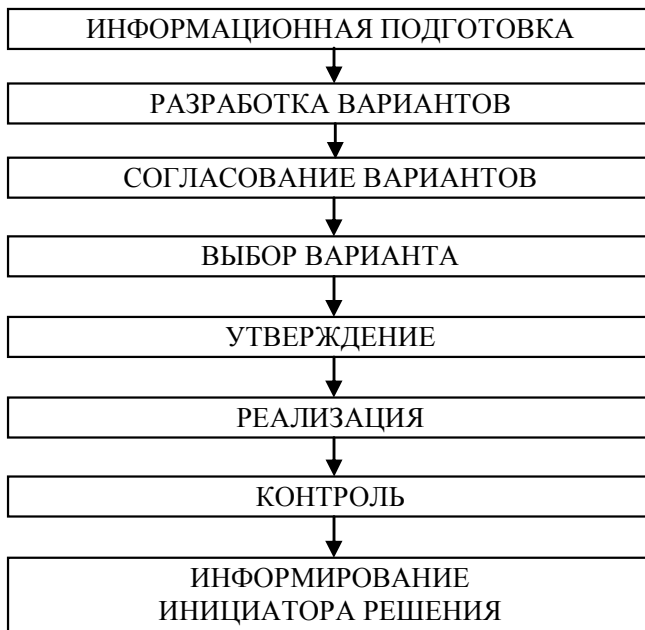 ИНФОРМАЦИОННАЯ ПОДГОТОВКА
РАЗРАБОТКА ВАРИАНТОВ
СОГЛАСОВАНИЕ ВАРИАНТОВ
ВЫБОР ВАРИАНТА
УТВЕРЖДЕНИЕ
РЕАЛИЗАЦИЯ
КОНТРОЛЬ
ИНФОРМИРОВАНИЕ
ИНИЦИАТОРА РЕШЕНИЯ